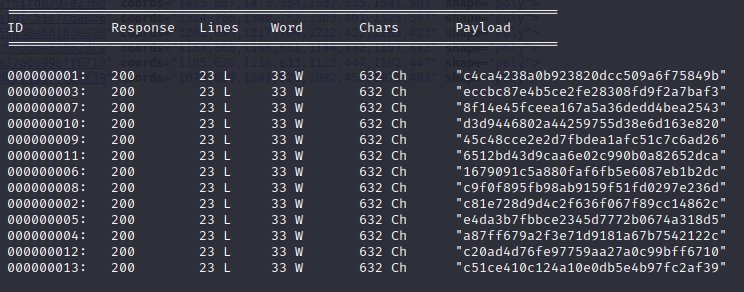 ID Response Lines Word Chars Payload
000000001: 200 23 L 33 W 632 Ch "c4ca4238a0b923820dcc509a6f75849b"
000000003: 200 23 L 33 W 632 Ch "eccbc87e4b5ce2fe28308fd9f2a7baf3"
000000007: 200 23 L 33 W 632 Ch "8f14e45fceea167a5a36dedd4bea2543"
000000010: 200 23 L 33 W 632 Ch "d3d9446802a44259755d38e6d163e820"
000000009: 200 23 L 33 W 632 Ch "45c48cce2e2d7fbdea1afc51c7c6ad26"
000000011: 200 23 L 33 W 632 Ch "6512bd43d9caa6e02c990b0a82652dca"
000000006: 200 23 L 33 W 632 Ch "1679091c5a880faf6fb5e6087eb1b2dc"
000000008: 200 23 L 33 W 632 Ch "c9f0f895fb98ab9159f51fd0297e236d"
000000002: 200 23 L 33 W 632 Ch "c81e728d9d4c2f636f067f89cc14862c"
000000005: 200 23 L 33 W 632 Ch "e4da3b7fbbce2345d7772b0674a318d5"
000000004: 200 23 L 33 W 632 Ch "a87ff679a2f3e71d9181a67b7542122c"
000000012: 200 23 L 33 W 632 Ch "c20ad4d76fe97759aa27a0c99bff6710"
000000013: 200 23 L 33 W 632 Ch "c51ce410c124a10e0db5e4b97fc2af39"